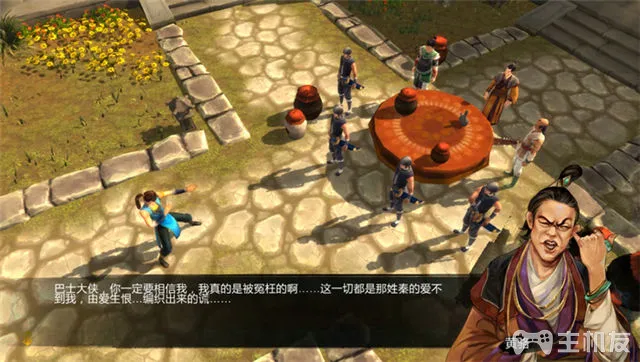 巴士大侠，你一定要相信我，我真的是被冤枉的啊……这一切都是那姓秦的爱不
到我，由爱生恨…编织出来的谎……
黄骆
主机友